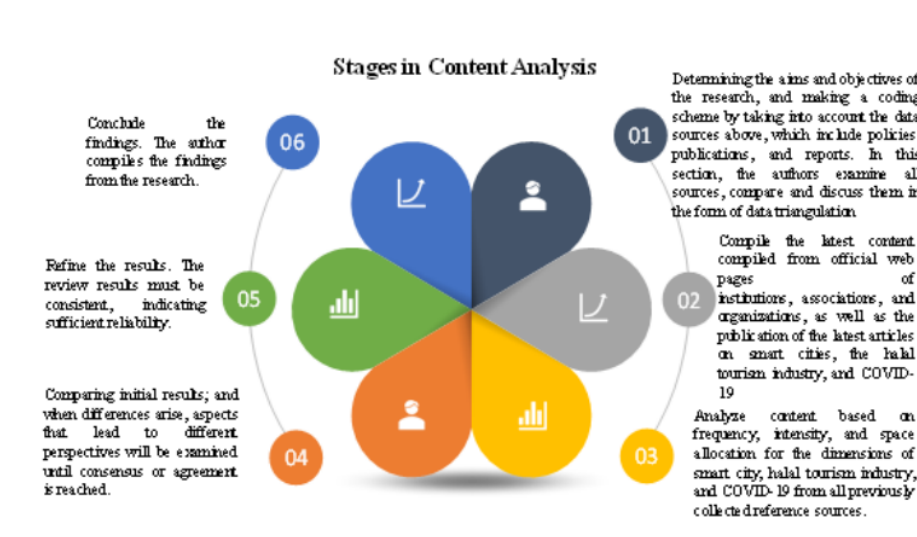 Stages in Content Analysis
01
Determining the aims and objectives of
the research, and making a coding
scheme by taking into account the data
sources above, which include policies
publications, and reports. In this
section, the authors examine all
sources, compare and discuss them in
the form of data triangulation
02
Compile the latest content
compiled from official web
pages of
institutions, associations, and
organizations, as well as the
publication of the latest articles
on smart cities, the halal
tourism industry, and COVID-
19
03
Analyze content based on
frequency, intensity, and space
allocation for the dimensions of
smart city, halal tourism industry,
and COVID-19 from all previously
collected reference sources.
04
Comparing initial results; and
when differences arise, aspects
that lead to different
perspectives will be examined
until consensus or agreement
is reached.
05
Refine the results. The
review results must be
consistent, indicating
sufficient reliability.
06
Conclude the
findings. The author
compiles the findings
from the research.